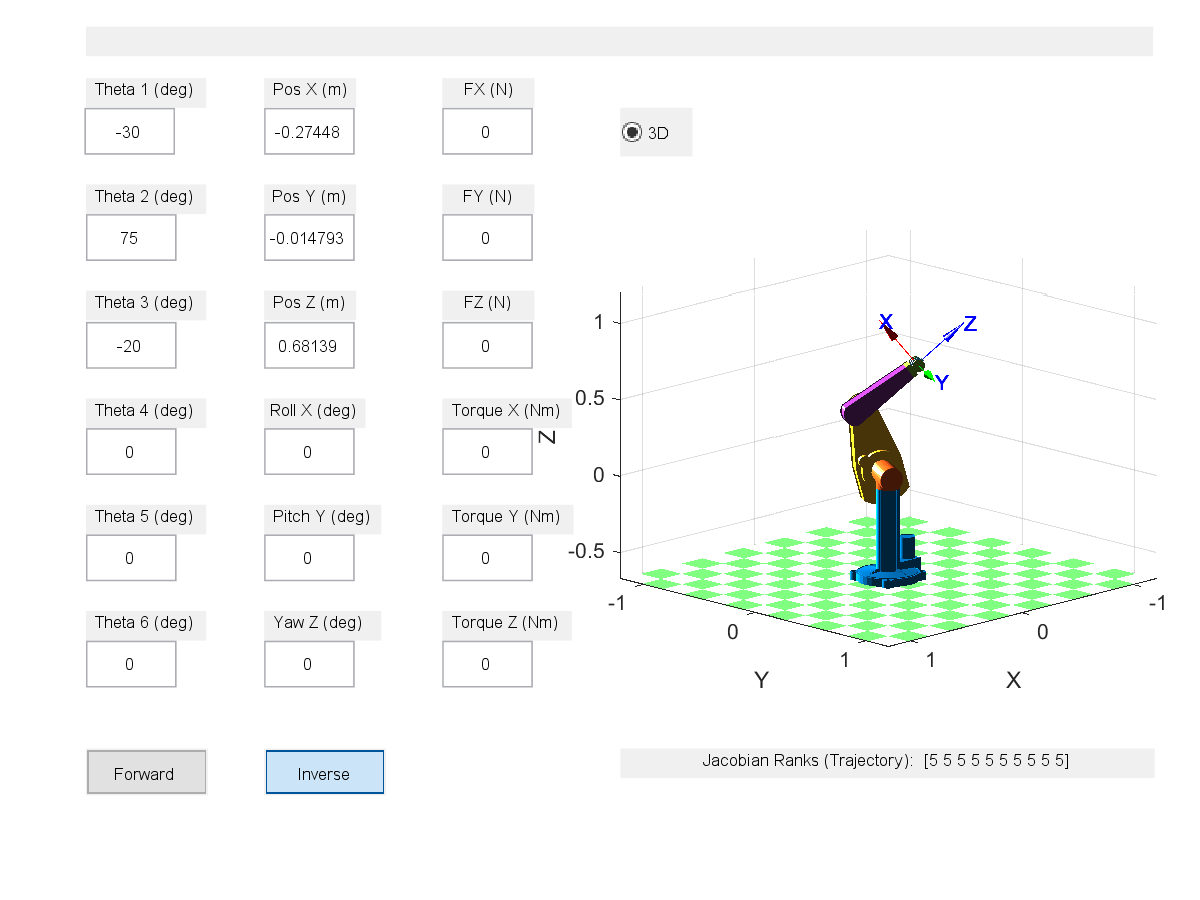 Theta 1 (deg)
Pos X (m)
FX (N)
-30
-0.27448
0
3D
Theta 2 (deg)
Pos Y (m)
FY (N)
75
-0.014793
0
Theta 3 (deg)
Pos Z (m)
FZ (N)
-20
0.68139
0
Theta 4 (deg)
Roll X (deg)
Torque X (Nm)
0
0
0
Theta 5 (deg)
Pitch Y (deg)
Torque Y (Nm)
0
0
0
Theta 6 (deg)
Yaw Z (deg)
Torque Z (Nm)
0
0
0
Forward
Inverse
X
Z
Y
1
0.5
0
-0.5
Z
-1
0
1
Y
1
0
-1
X
Jacobian Ranks (Trajectory): [5 5 5 5 5 5 5 5 5 5]